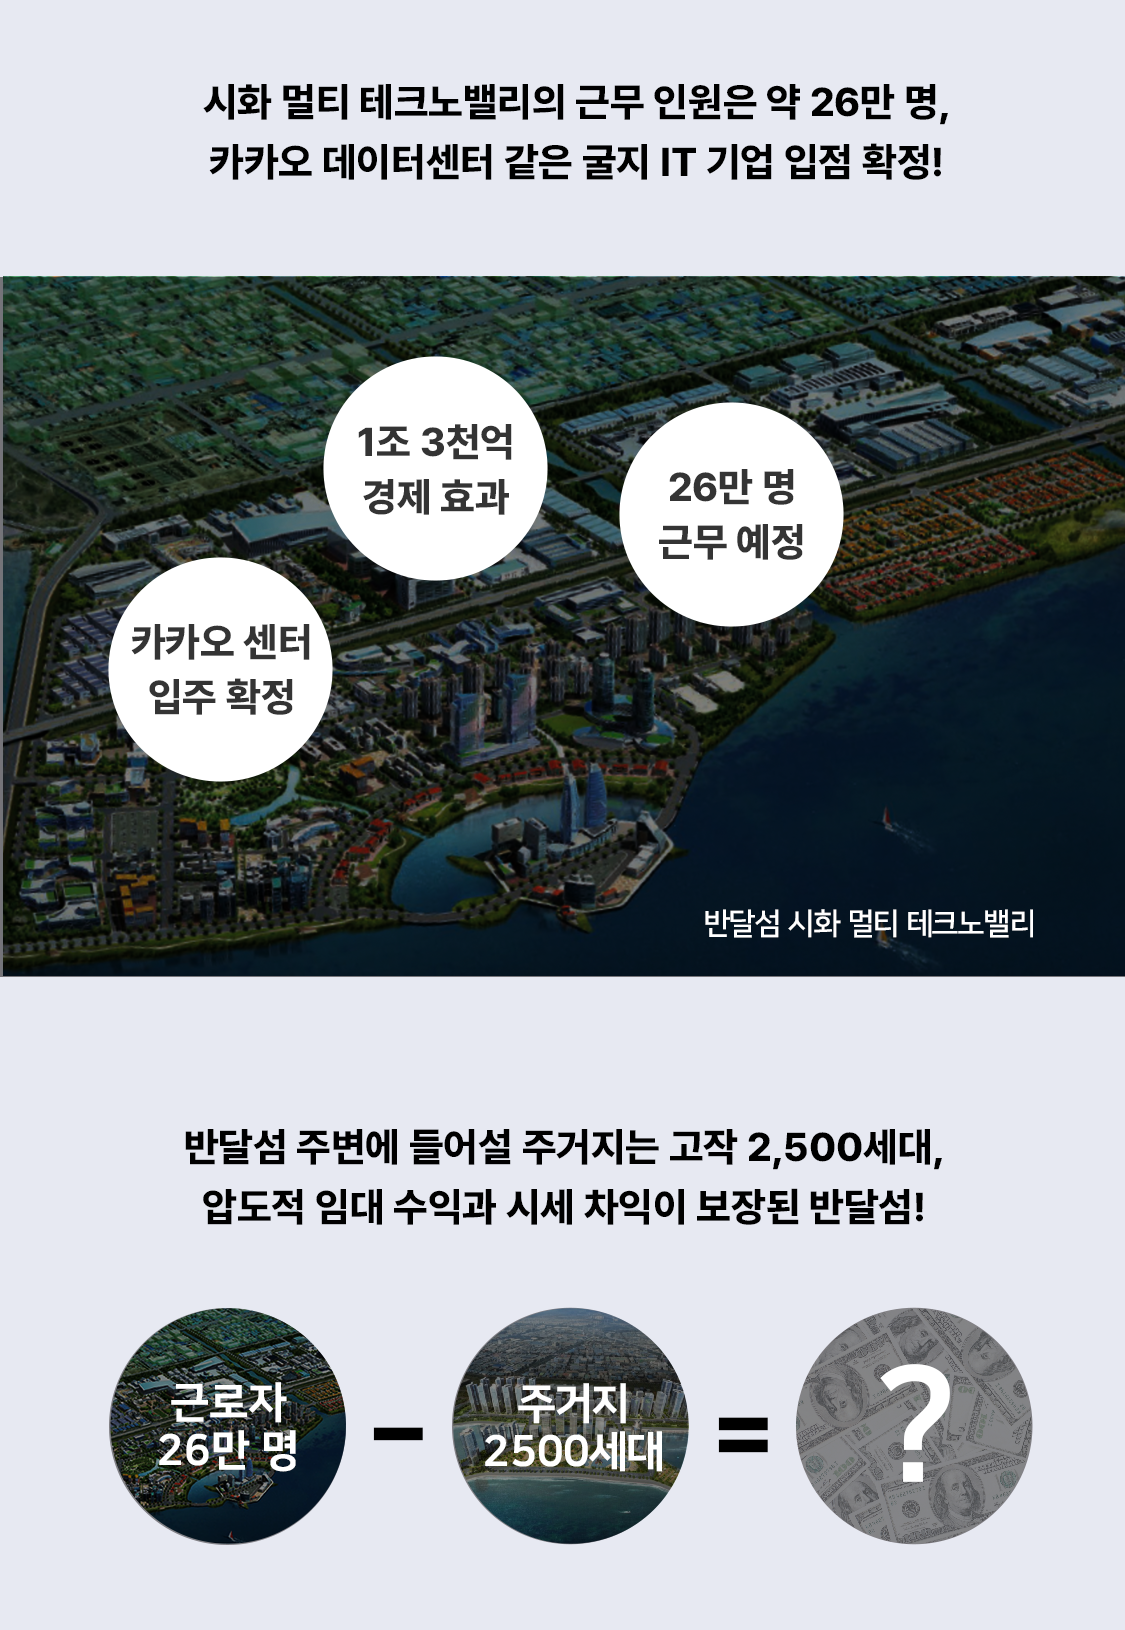 시화 멀티 테크노밸리의 근무 인원은 약 26만 명,
카카오 데이터센터 같은 굴지 IT 기업 입점 확정!
1조 3천억
경제 효과
26만 명
근무 예정
카카오 센터
입주 확정
반달섬 시화 멀티 테크노밸리
반달섬 주변에 들어설 주거지는 고작 2,500세대,
압도적 임대 수익과 시세 차익이 보장된 반달섬!
근로자
26만 명
–
주거지
2500세대
=
?